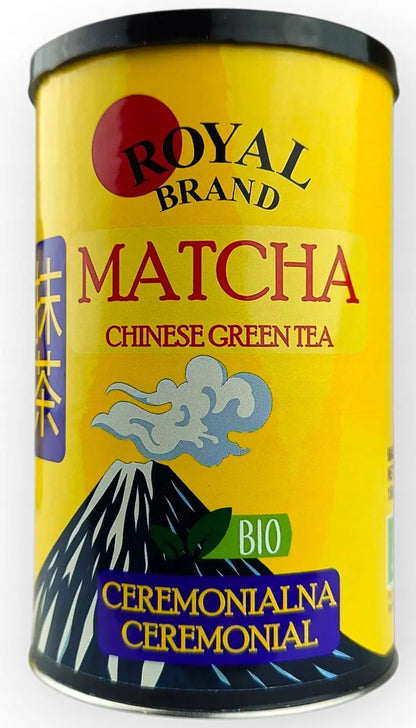 ROYAL
BRAND
MATCHA
CHINESE GREEN TEA
抹茶
BIO
CEREMONIALNA
CEREMONIAL